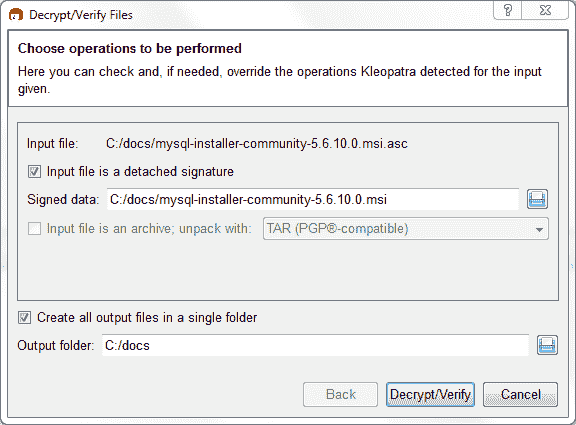 Decrypt/Verify Files
Choose operations to be performed
Here you can check and, if needed, override the operations Kleopatra detected for the input
given.
Input file: C:/docs/mysql-installer-community-5.6.10.0.msi.asc
Input file is a detached signature
Signed data: C:/docs/mysql-installer-community-5.6.10.0.msi
Input file is an archive; unpack with: TAR (PGP®-compatible)
Create all output files in a single folder
Output folder: C:/docs
Back Decrypt/Verify Cancel